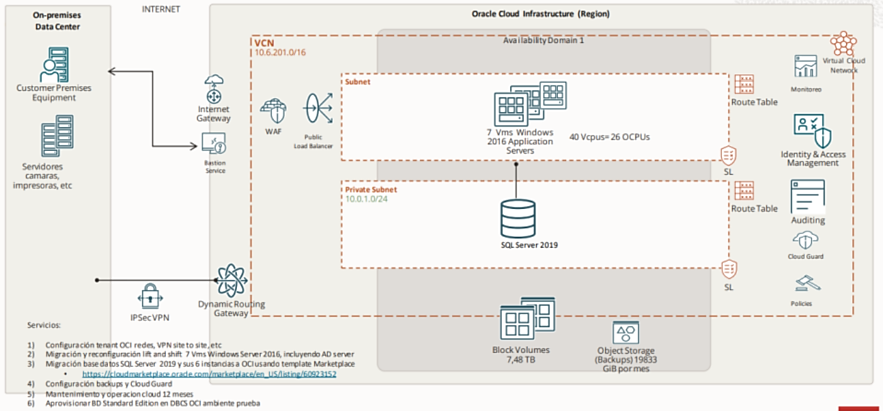 On-premises
Data Center
INTERNET
Oracle Cloud Infrastructure (Region)
Customer Premises
Equipment
Servidores
camaras,
impresoras, etc
Internet
Gateway
Bastion
Service
VCN
10.6.201.0/16
Availability Domain 1
WAF
Public
Load Balancer
Subnet
7 Vms Windows
2016 Application
Servers
40 Vcpus= 26 OCPUs
Route Table
SL
Private Subnet
10.0.1.0/24
SQL Server 2019
Route Table
SL
Virtual Cloud
Network
Monitoreo
Identity & Access
Management
Auditing
Cloud Guard
Policies
IPSec VPN
Dynamic Routing
Gateway
Block Volumes
7,48 TB
Object Storage
(Backups) 19833
GiB por mes
Servicios:
1) Configuración tenant OCI redes, VPN site to site, etc
2) Migración y reconfiguración lift and shift 7 Vms Windows Server 2016, incluyendo AD server
3) Migración base datos SQL Server 2019 y sus 6 instancias a OCI usando template Marketplace
• https://cloudmarketplace.oracle.com/marketplace/en_US/listing/60923152
4) Configuración backups y Cloud Guard
5) Mantenimiento y operacion cloud 12 meses
6) Aprovisionar BD Standard Edition en DBCS OCI ambiente prueba